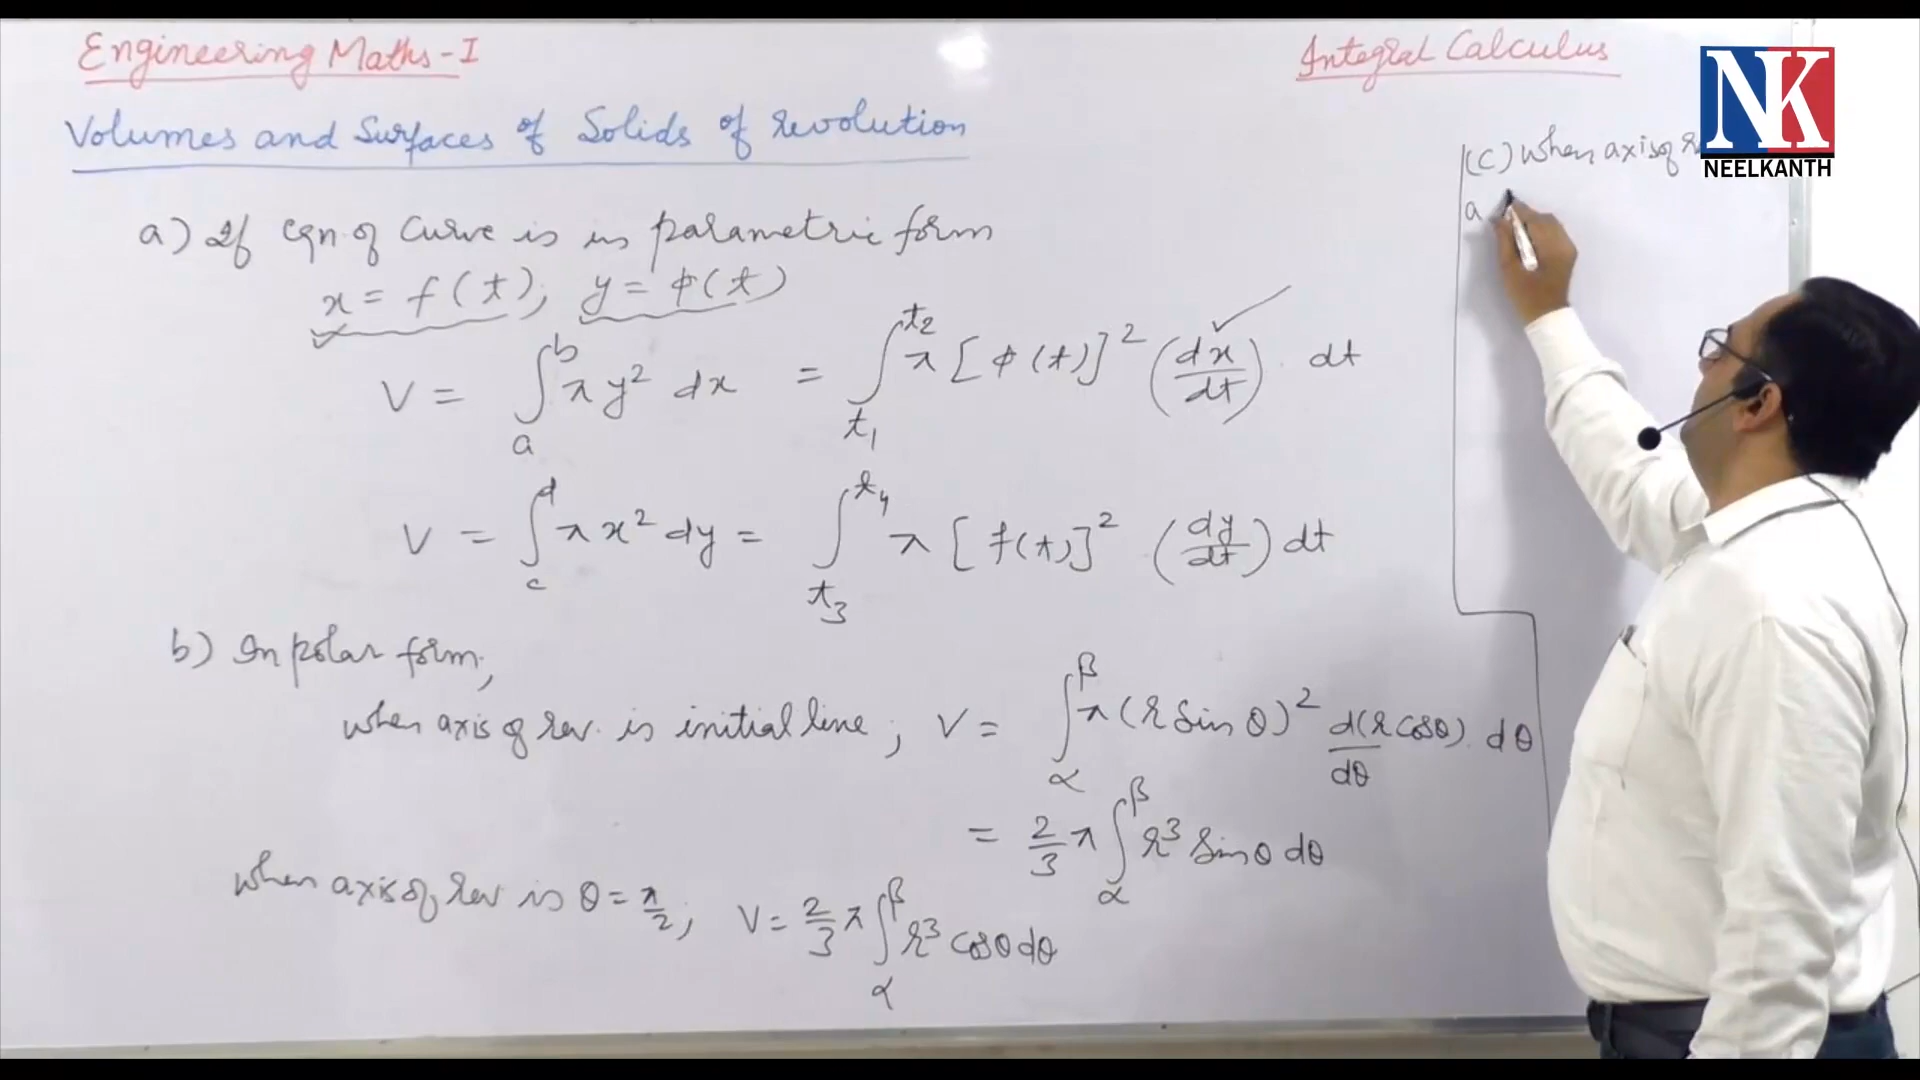 Engineering Maths-I
Integral Calculus
NK
NEELKANTH
Volumes and Surfaces of Solids of revolution
a) If eqn. of Curve is in parametric form
x = f(t), y = φ(t)
V = ∫_a^b π y² dx = ∫_{t₁}^{t₂} π [φ(t)]² (dx/dt) . dt
V = ∫_c^d π x² dy = ∫_{t₃}^{t₄} π [f(t)]² (dy/dt) dt
b) In polar form,
when axis of rev. is initial line ; V = ∫_α^β π (r Sin θ)² d(r cosθ)/dθ . dθ
= 2/3 π ∫_α^β r³ Sinθ dθ
when axis of rev is θ = π/2 ; V = 2/3 π ∫_α^β r³ cosθ dθ
(C) when axis of
a